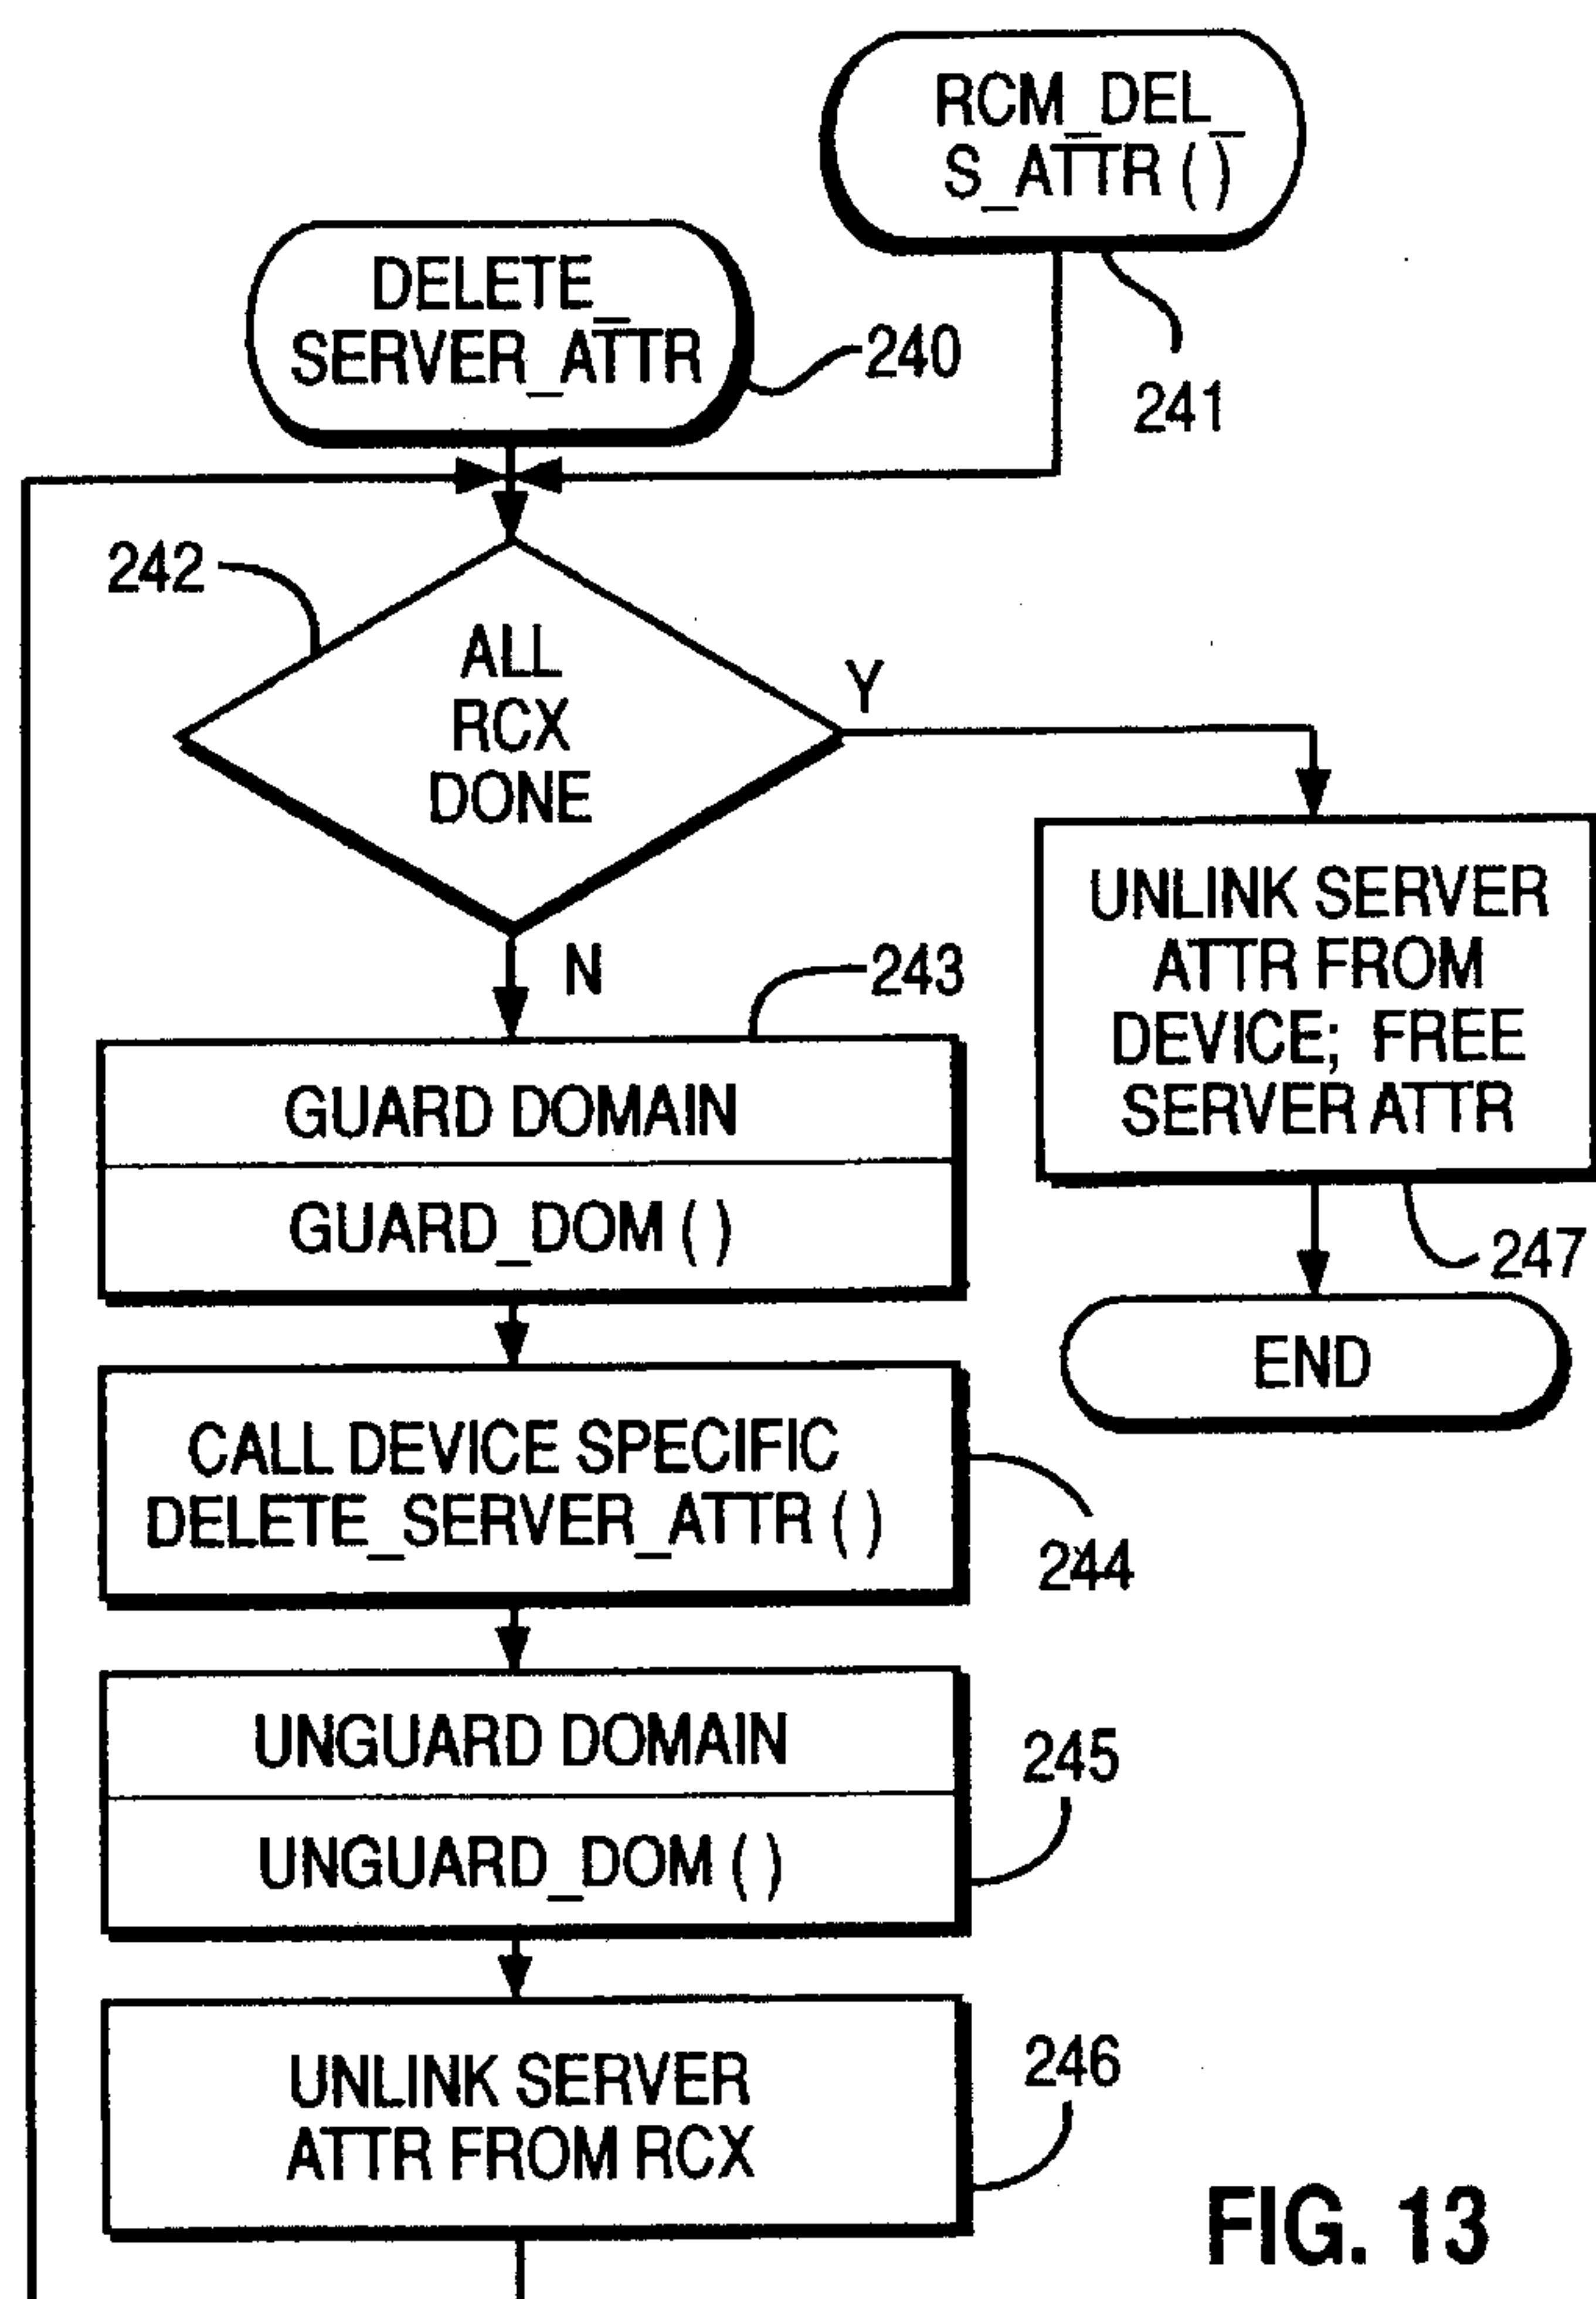 RCM_DEL_
S_ATTR ( )
241
DELETE_
SERVER_ATTR
240
242
ALL
RCX
DONE
Y
N
243
GUARD DOMAIN
GUARD_DOM ( )
UNLINK SERVER
ATTR FROM
DEVICE; FREE
SERVER ATTR
247
END
CALL DEVICE SPECIFIC
DELETE_SERVER_ATTR ( )
244
UNGUARD DOMAIN
UNGUARD_DOM ( )
245
UNLINK SERVER
ATTR FROM RCX
246
FIG. 13